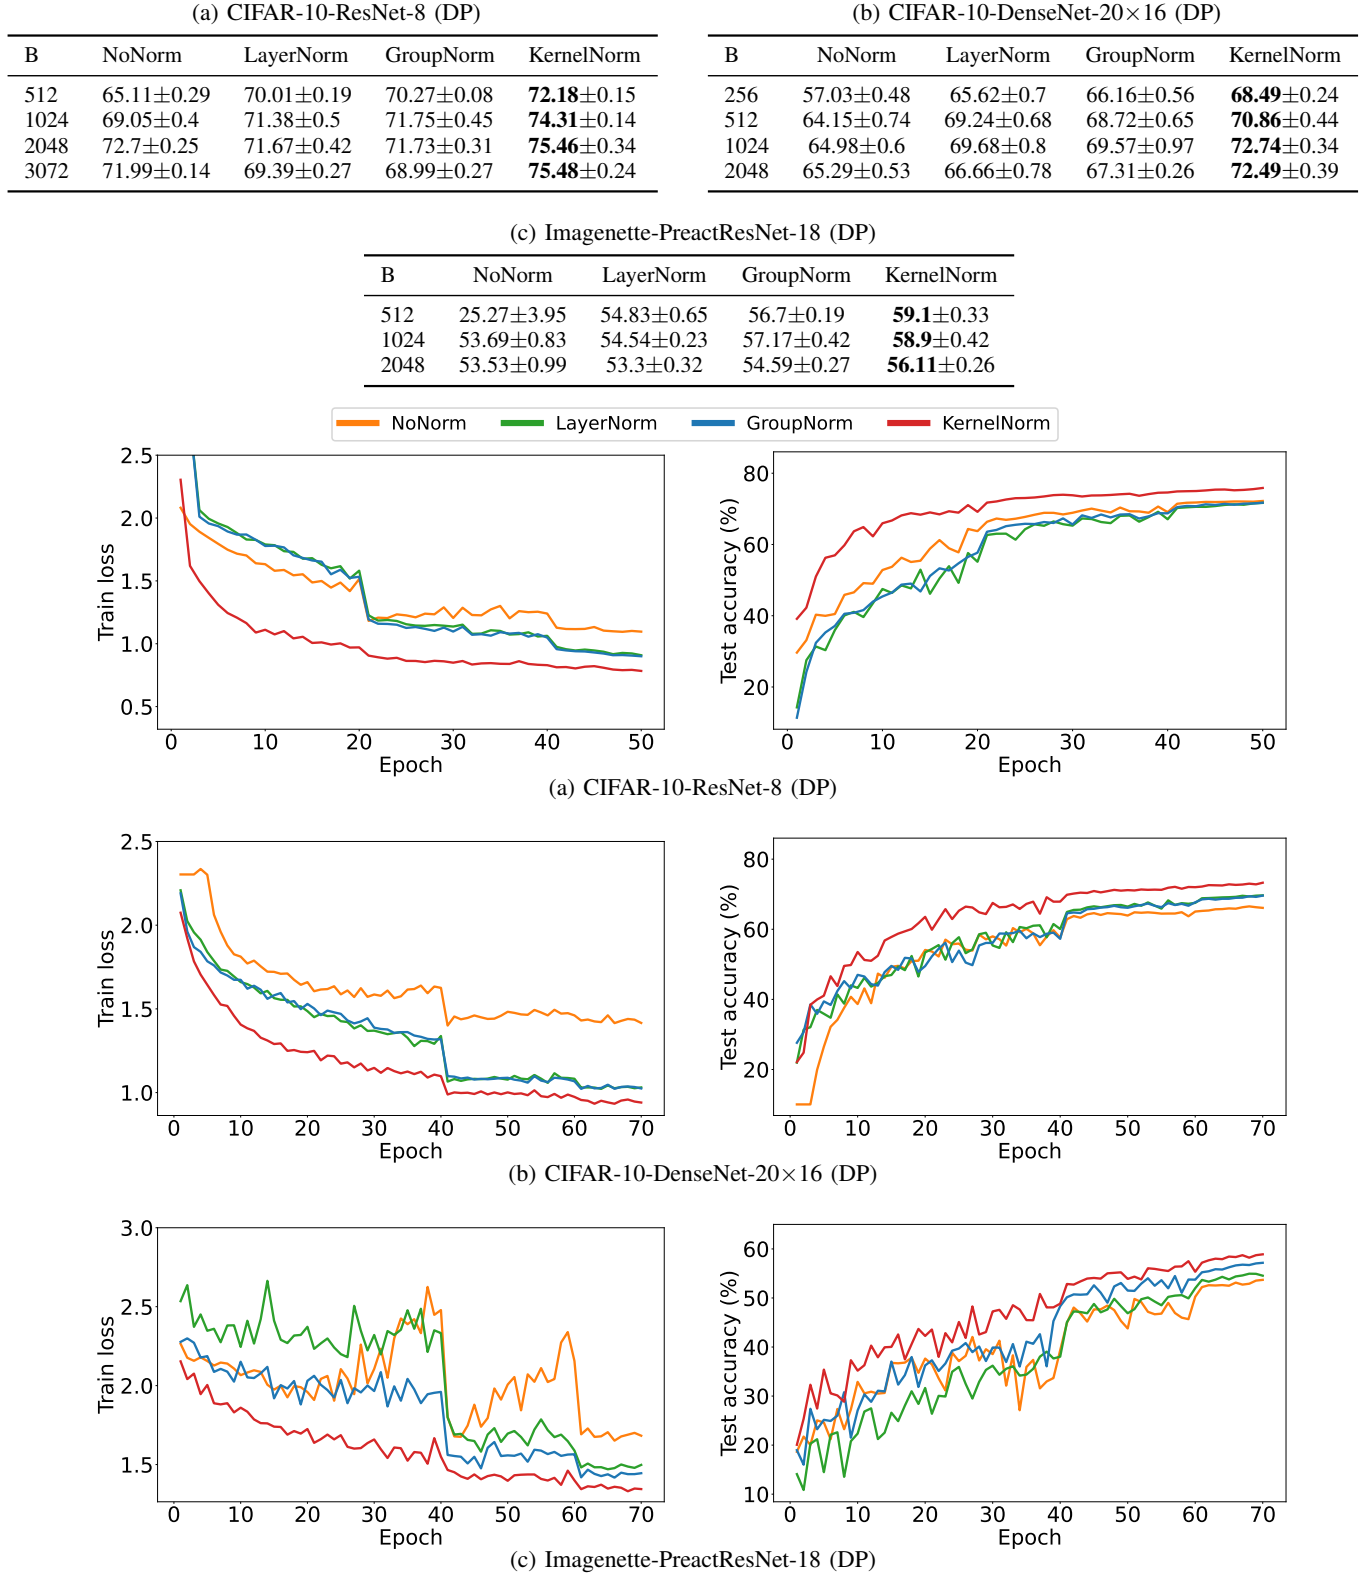 (a) CIFAR-10-ResNet-8 (DP)
B NoNorm LayerNorm GroupNorm KernelNorm
512 65.11±0.29 70.01±0.19 70.27±0.08 72.18±0.15
1024 69.05±0.4 71.38±0.5 71.75±0.45 74.31±0.14
2048 72.7±0.25 71.67±0.42 71.73±0.31 75.46±0.34
3072 71.99±0.14 69.39±0.27 68.99±0.27 75.48±0.24
(b) CIFAR-10-DenseNet-20×16 (DP)
B NoNorm LayerNorm GroupNorm KernelNorm
256 57.03±0.48 65.62±0.7 66.16±0.56 68.49±0.24
512 64.15±0.74 69.24±0.68 68.72±0.65 70.86±0.44
1024 64.98±0.6 69.68±0.8 69.57±0.97 72.74±0.34
2048 65.29±0.53 66.66±0.78 67.31±0.26 72.49±0.39
(c) Imagenette-PreactResNet-18 (DP)
B NoNorm LayerNorm GroupNorm KernelNorm
512 25.27±3.95 54.83±0.65 56.7±0.19 59.1±0.33
1024 53.69±0.83 54.54±0.23 57.17±0.42 58.9±0.42
2048 53.53±0.99 53.3±0.32 54.59±0.27 56.11±0.26
NoNorm LayerNorm GroupNorm KernelNorm
Train loss
2.5
2.0
1.5
1.0
0.5
0 10 20 30 40 50
Epoch
Test accuracy (%)
80
60
40
20
0 10 20 30 40 50
Epoch
(a) CIFAR-10-ResNet-8 (DP)
Train loss
2.5
2.0
1.5
1.0
0 10 20 30 40 50 60 70
Epoch
Test accuracy (%)
80
60
40
20
0 10 20 30 40 50 60 70
Epoch
(b) CIFAR-10-DenseNet-20×16 (DP)
Train loss
3.0
2.5
2.0
1.5
0 10 20 30 40 50 60 70
Epoch
Test accuracy (%)
60
50
40
30
20
10
0 10 20 30 40 50 60 70
Epoch
(c) Imagenette-PreactResNet-18 (DP)